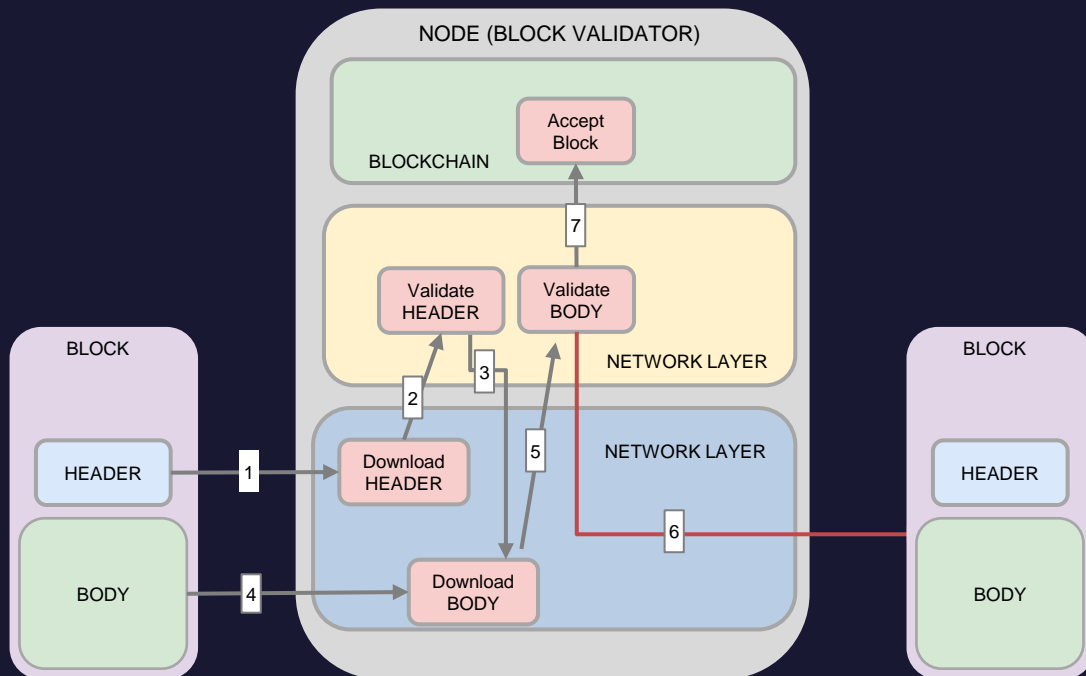 NODE (BLOCK VALIDATOR)
Accept
Block
BLOCKCHAIN
7
Validate
HEADER
Validate
BODY
NETWORK LAYER
2
3
BLOCK
HEADER
BODY
1
4
Download
HEADER
NETWORK LAYER
5
6
Download
BODY
BLOCK
HEADER
BODY